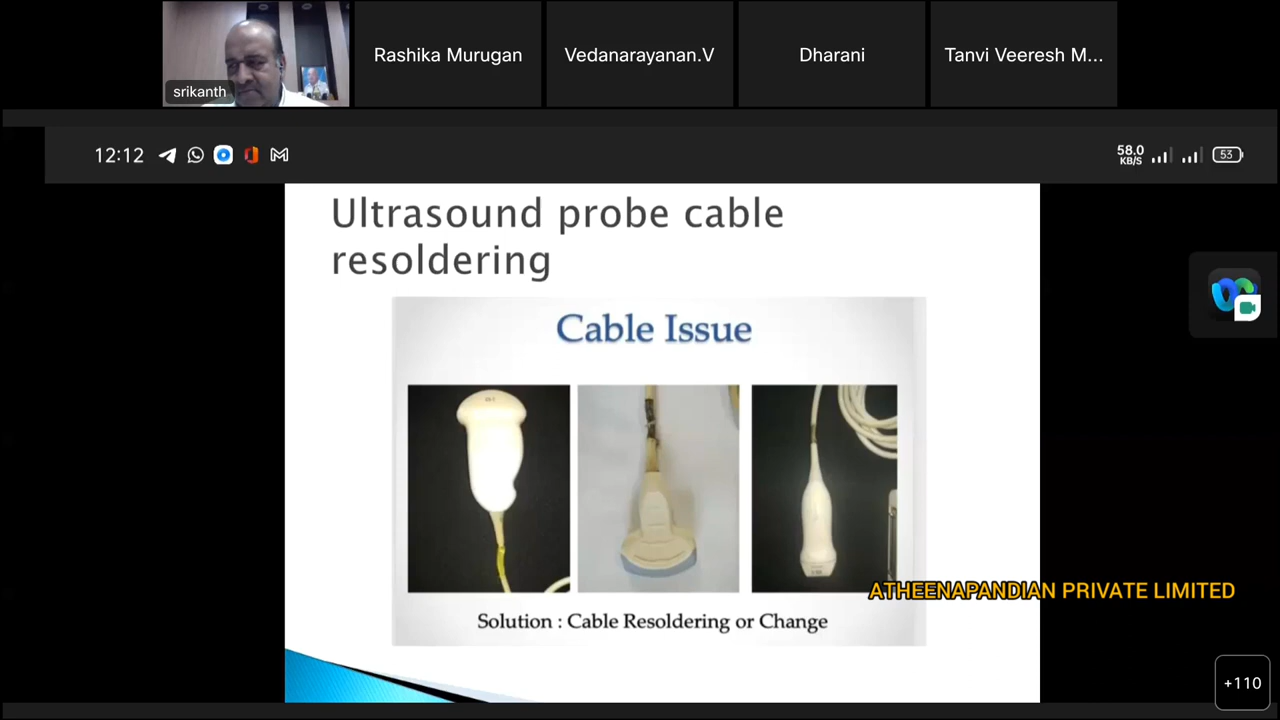 srikanth
Rashika Murugan
Vedanarayanan.V
Dharani
Tanvi Veeresh M...
12:12
58.0
KB/S
53
Ultrasound probe cable
resoldering
Cable Issue
Solution : Cable Resoldering or Change
ATHEENAPANDIAN PRIVATE LIMITED
+110